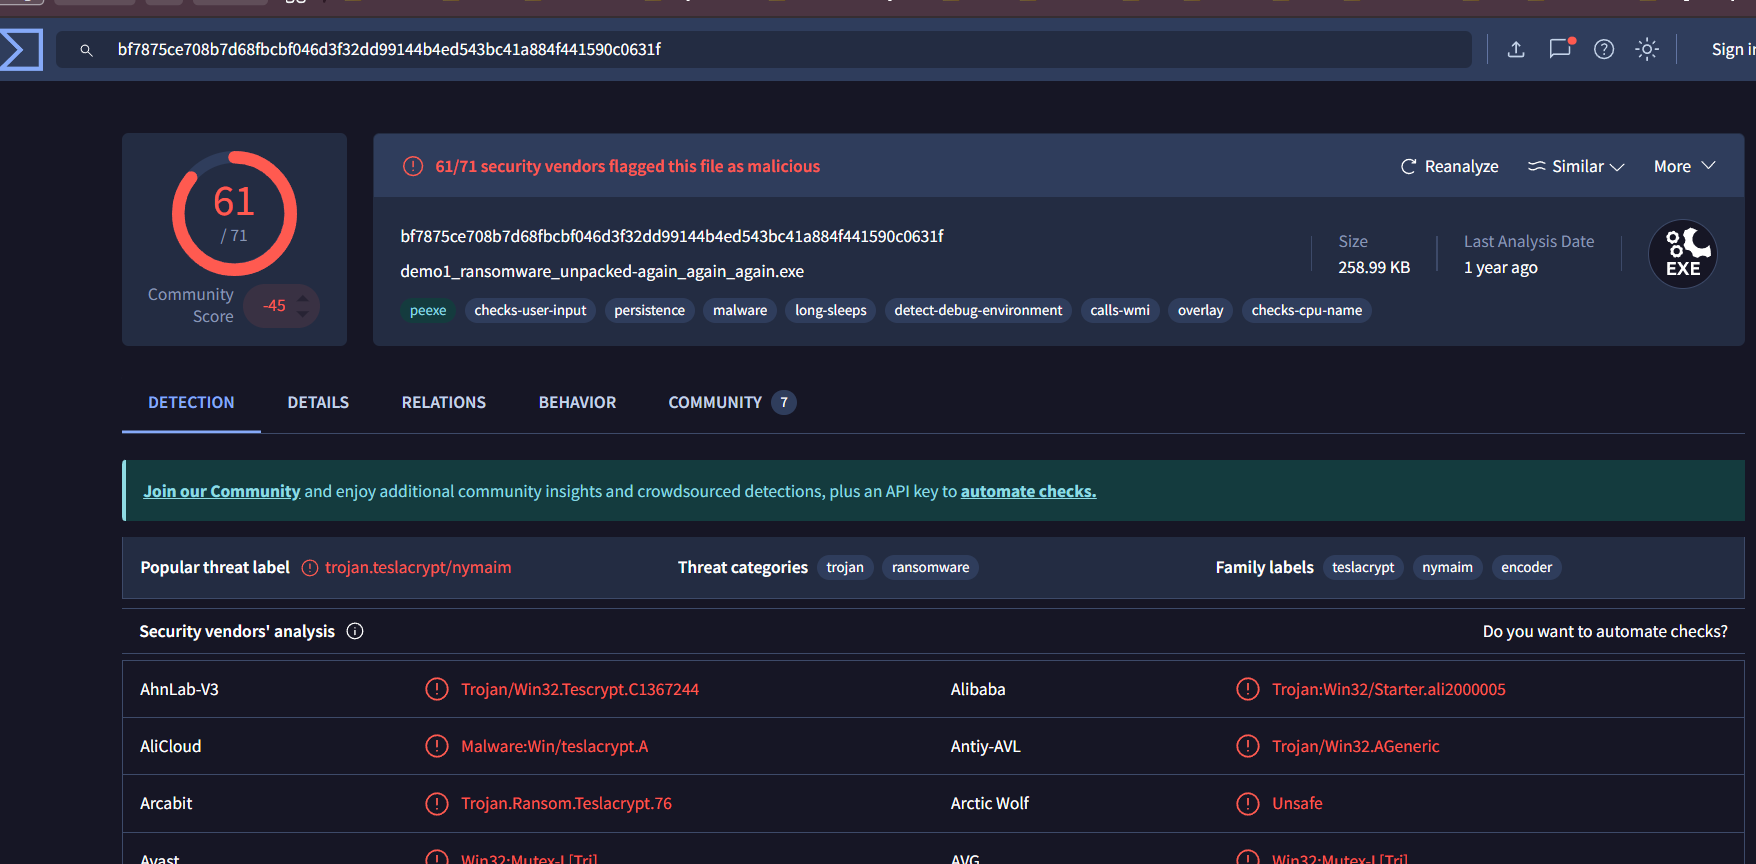 bf7875ce708b7d68fbcbf046d3f32dd99144b4ed543bc41a884f441590c0631f
Sign in
61
/ 71
Community Score
-45
61/71 security vendors flagged this file as malicious
Reanalyze
Similar
More
bf7875ce708b7d68fbcbf046d3f32dd99144b4ed543bc41a884f441590c0631f
demo1_ransomware_unpacked-again_again_again.exe
Size
258.99 KB
Last Analysis Date
1 year ago
EXE
peexe checks-user-input persistence malware long-sleeps detect-debug-environment calls-wmi overlay checks-cpu-name
DETECTION DETAILS RELATIONS BEHAVIOR COMMUNITY 7
Join our Community and enjoy additional community insights and crowdsourced detections, plus an API key to automate checks.
Popular threat label trojan.teslacrypt/nymaim Threat categories trojan ransomware Family labels teslacrypt nymaim encoder
Security vendors' analysis Do you want to automate checks?
AhnLab-V3 Trojan/Win32.Tescrypt.C1367244 Alibaba Trojan:Win32/Starter.ali2000005
AliCloud Malware:Win/teslacrypt.A Antiy-AVL Trojan/Win32.AGeneric
Arcabit Trojan.Ransom.Teslacrypt.76 Arctic Wolf Unsafe
Avast Win32:Mutex-I [Trj] AVG Win32:Mutex-I [Trj]